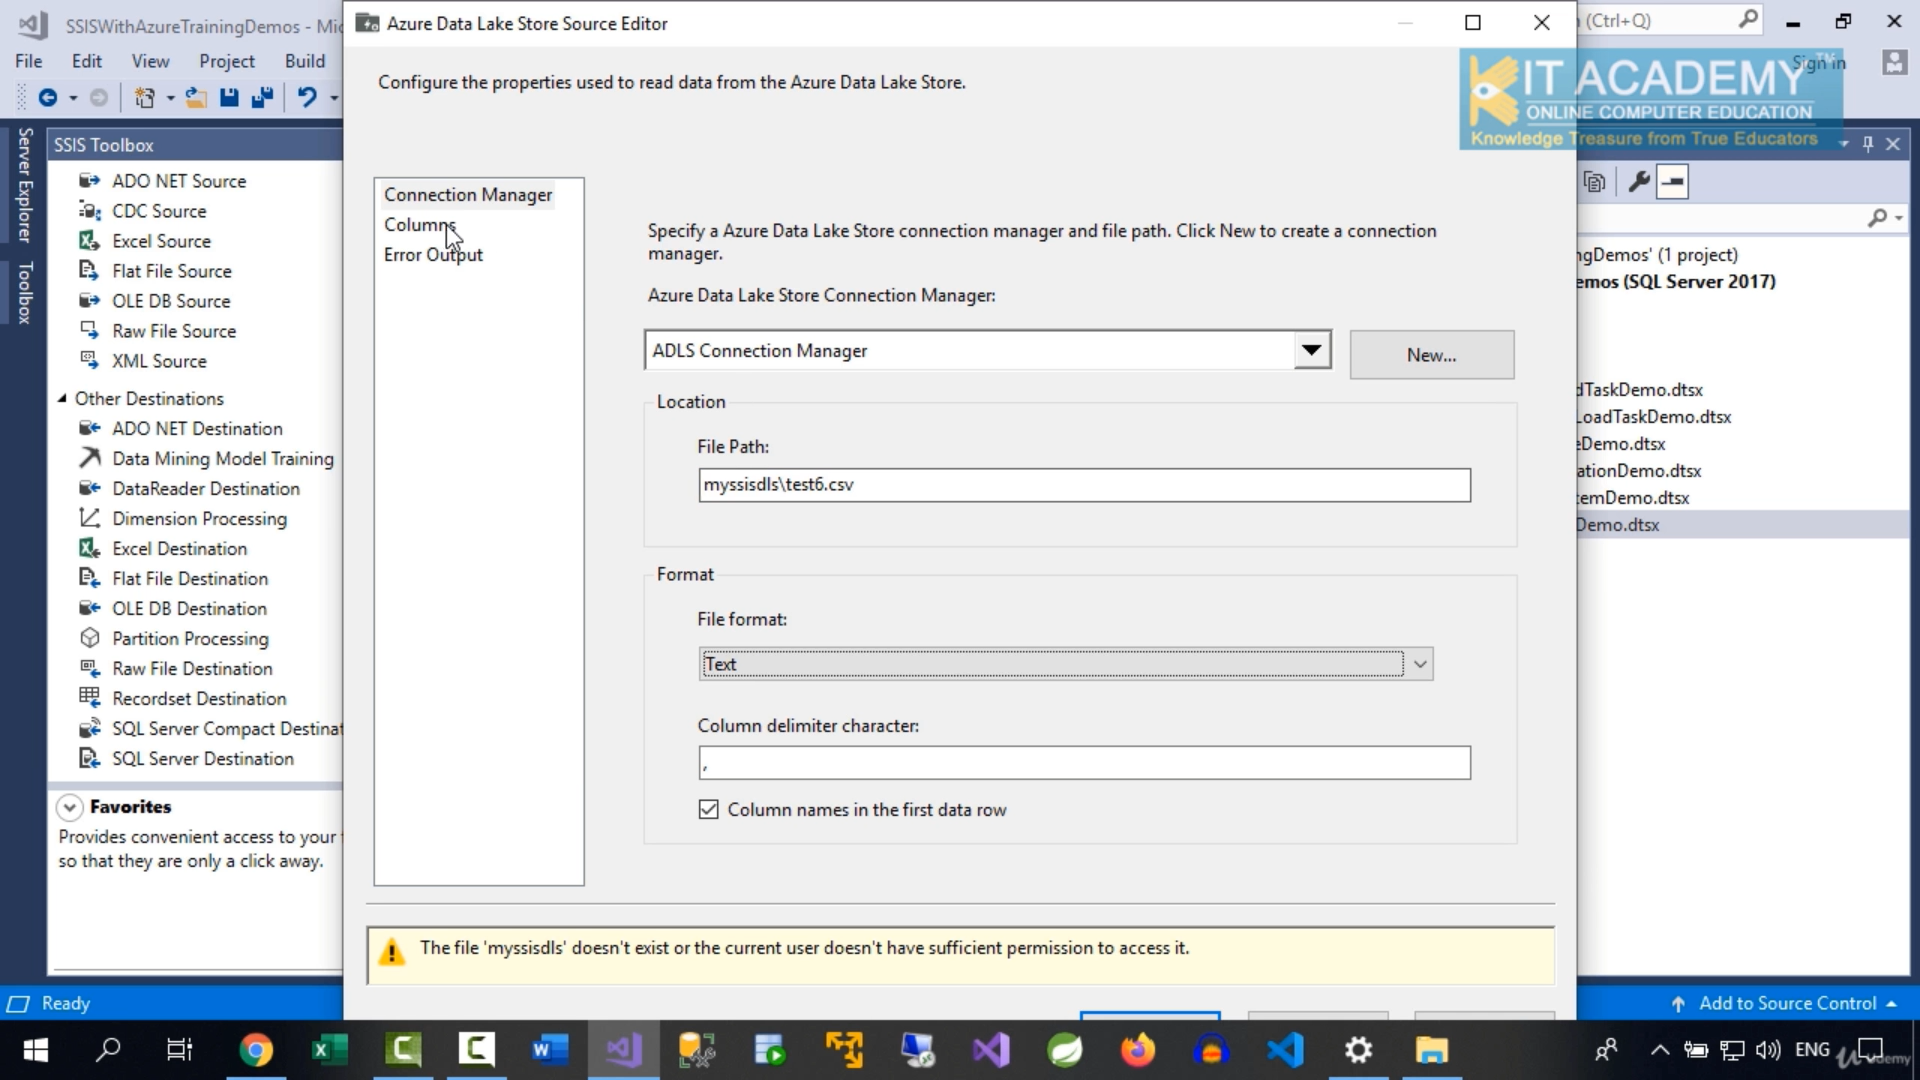 SSISWithAzureTrainingDemos - Mic
File
Edit
View
Project
Build
Server Explorer
Toolbox
SSIS Toolbox
ADO NET Source
CDC Source
Excel Source
Flat File Source
OLE DB Source
Raw File Source
XML Source
Other Destinations
ADO NET Destination
Data Mining Model Training
DataReader Destination
Dimension Processing
Excel Destination
Flat File Destination
OLE DB Destination
Partition Processing
Raw File Destination
Recordset Destination
SQL Server Compact Destinat
SQL Server Destination
Favorites
Provides convenient access to your
so that they are only a click away.
Ready
Azure Data Lake Store Source Editor
Configure the properties used to read data from the Azure Data Lake Store.
Connection Manager
Columns
Error Output
Specify a Azure Data Lake Store connection manager and file path. Click New to create a connection
manager.
Azure Data Lake Store Connection Manager:
ADLS Connection Manager
New...
Location
File Path:
myssisdls\test6.csv
Format
File format:
Text
Column delimiter character:
,
Column names in the first data row
The file 'myssisdls' doesn't exist or the current user doesn't have sufficient permission to access it.
(Ctrl+Q)
Sign in
KIT ACADEMY™
ONLINE COMPUTER EDUCATION
Knowledge Treasure from True Educators
ngDemos' (1 project)
emos (SQL Server 2017)
dTaskDemo.dtsx
LoadTaskDemo.dtsx
eDemo.dtsx
ationDemo.dtsx
temDemo.dtsx
Demo.dtsx
Add to Source Control
ENG
Udemy